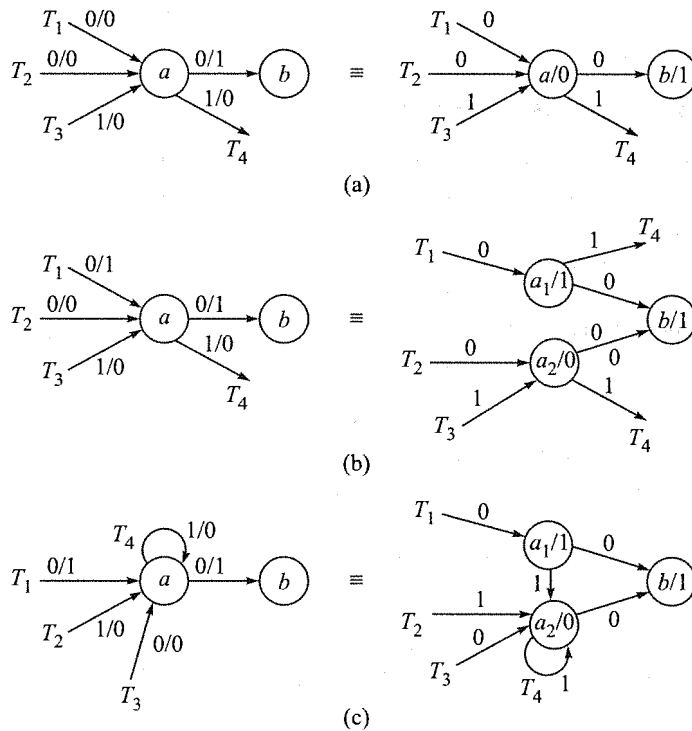 T1 0/0
T2 0/0 a 0/1 b ≡
T3 1/0 1/0
T4
T1 0
T2 0 a/0 0 b/1
T3 1 1
T4
(a)
T1 0/1
T2 0/0 a 0/1 b ≡
T3 1/0 1/0
T4
T1 0 1 T4
a1/1 0
b/1
T2 0 a2/0 0 0
T3 1 1
T4
(b)
T4 1/0
T1 0/1 a 0/1 b ≡
T2 1/0
T3 0/0
T1 0 a1/1 0
1 b/1
T2 1 a2/0 0
T3 0
T4 1
(c)